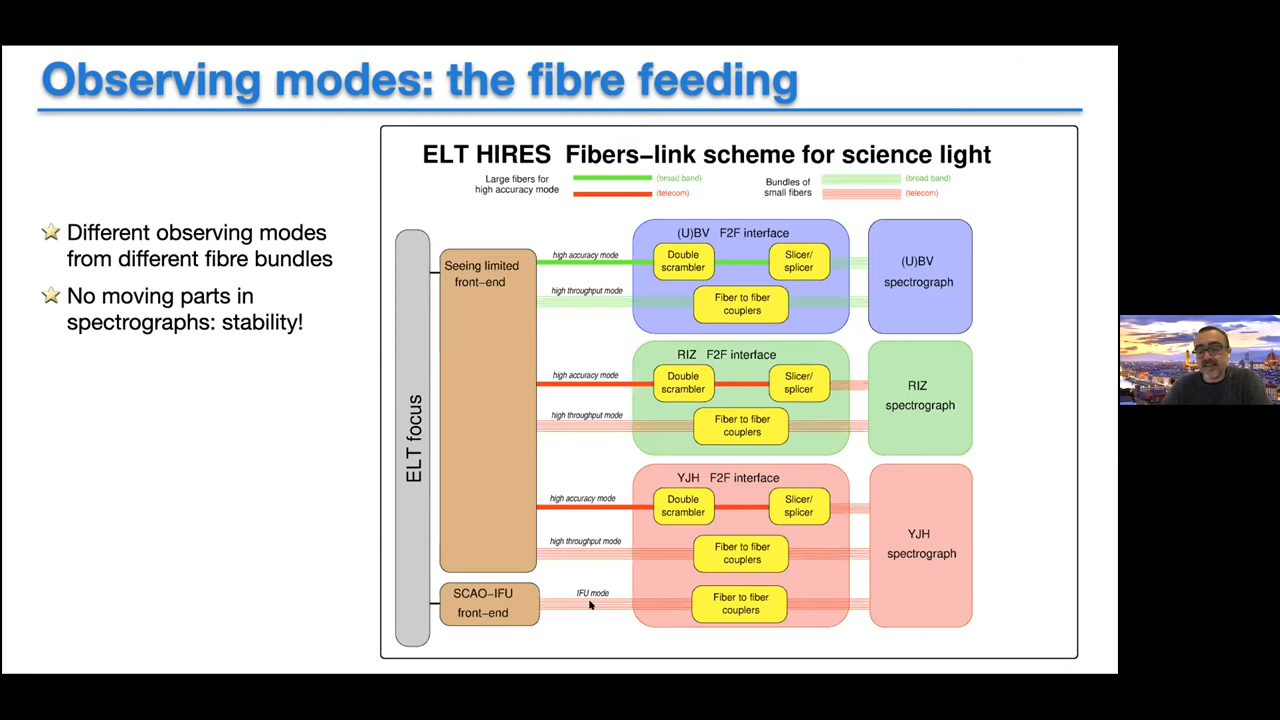 Observing modes: the fibre feeding
Different observing modes
from different fibre bundles
No moving parts in
spectrographs: stability!
ELT HIRES Fibers–link scheme for science light
Large fibers for
high accuracy mode
(broad band)
(telecom)
Bundles of
small fibers
(broad band)
(telecom)
ELT focus
Seeing limited
front–end
high accuracy mode
high throughput mode
(U)BV F2F interface
Double
scrambler
Slicer/
splicer
Fiber to fiber
couplers
(U)BV
spectrograph
high accuracy mode
high throughput mode
RIZ F2F interface
Double
scrambler
Slicer/
splicer
Fiber to fiber
couplers
RIZ
spectrograph
high accuracy mode
high throughput mode
YJH F2F interface
Double
scrambler
Slicer/
splicer
Fiber to fiber
couplers
YJH
spectrograph
SCAO–IFU
front–end
IFU mode
Fiber to fiber
couplers